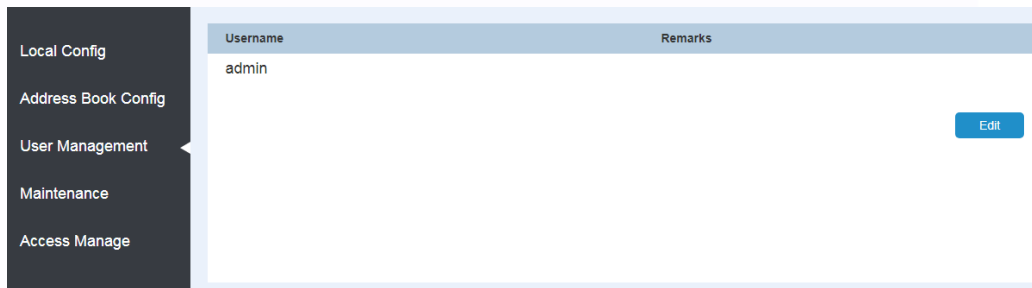 Local Config
Address Book Config
User Management
Maintenance
Access Manage
Username Remarks
admin
Edit